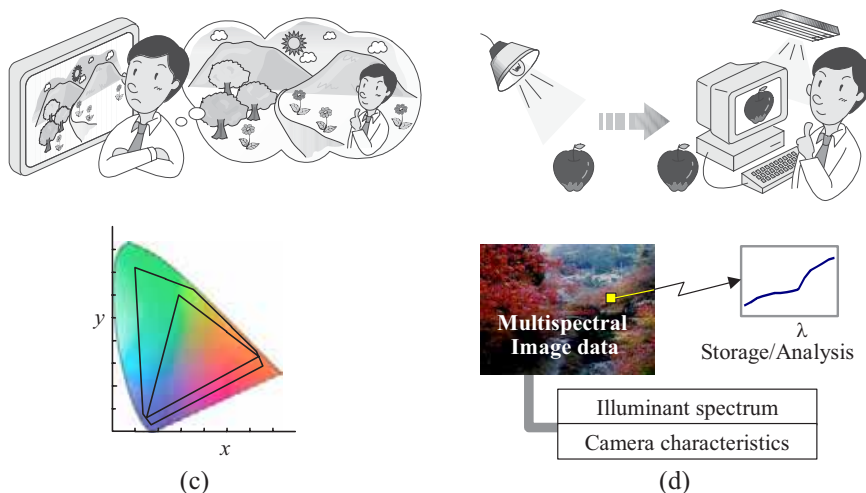 y
x
(c)
Multispectral
Image data
λ
Storage/Analysis
Illuminant spectrum
Camera characteristics
(d)